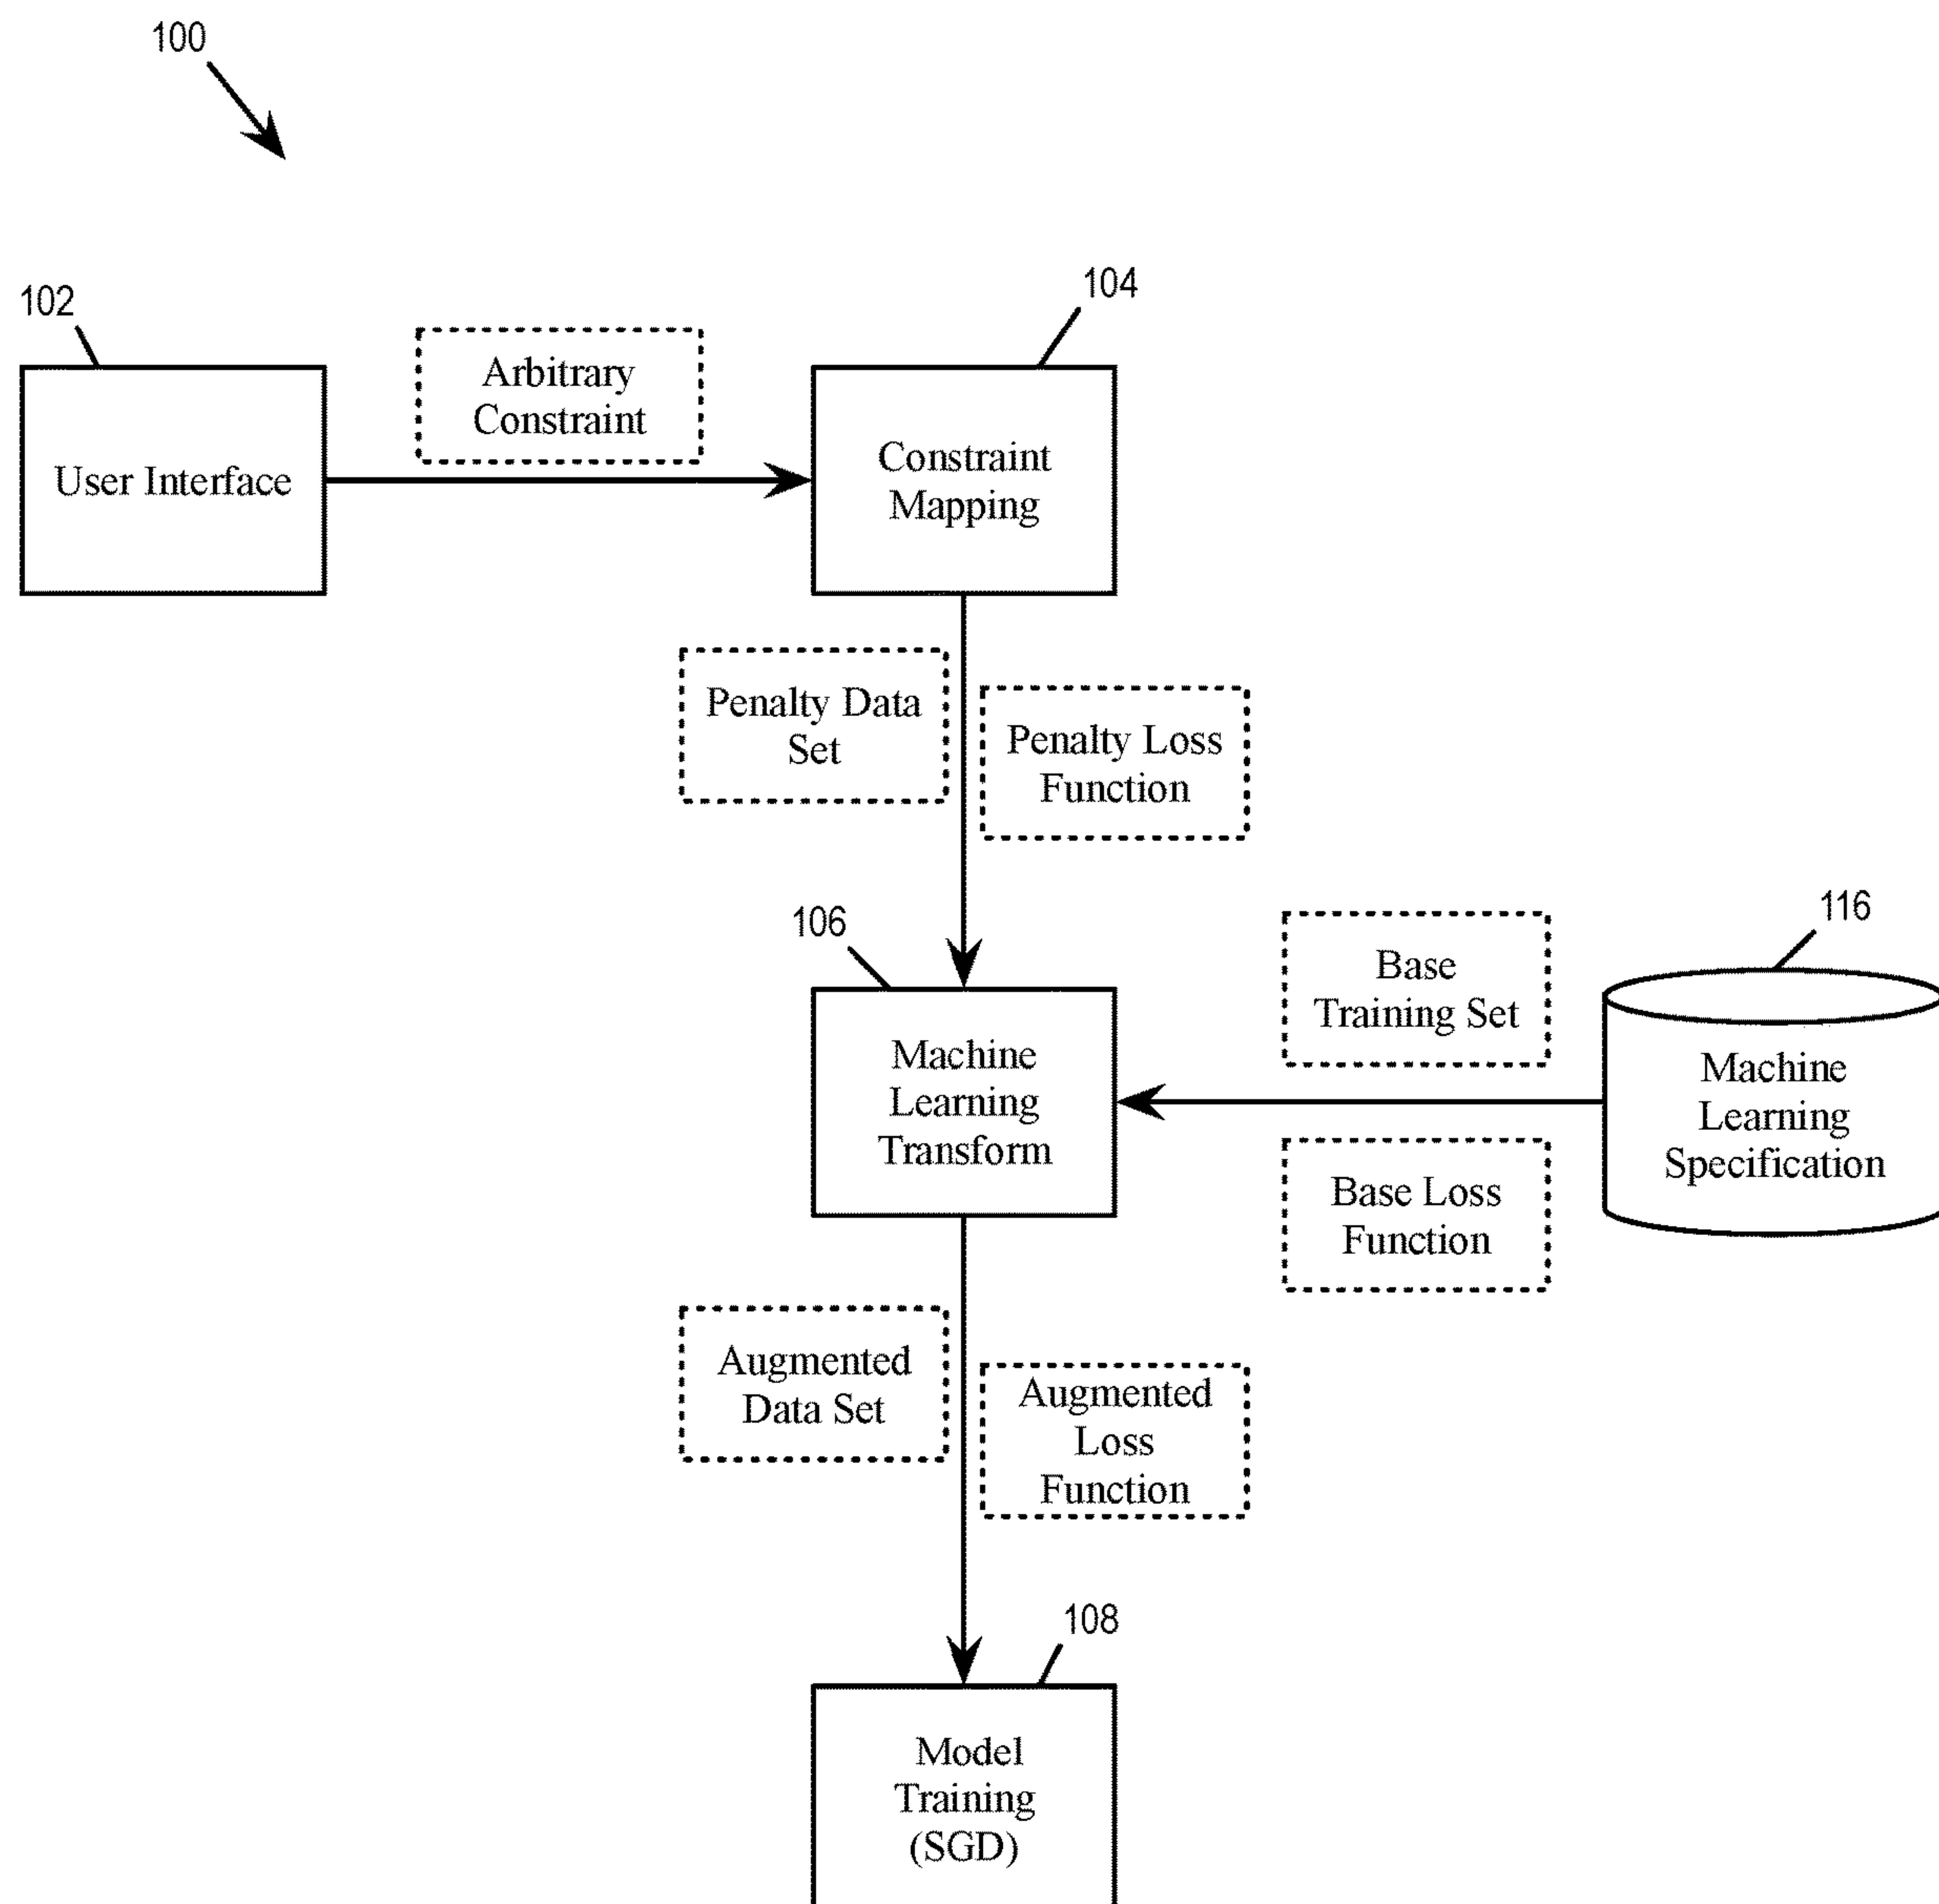 100
102
104
Arbitrary
Constraint
User Interface
Constraint
Mapping
Penalty Data
Set
Penalty Loss
Function
106
116
Base
Training Set
Machine
Learning
Transform
Machine
Learning
Specification
Base Loss
Function
Augmented
Data Set
Augmented
Loss
Function
108
Model
Training
(SGD)